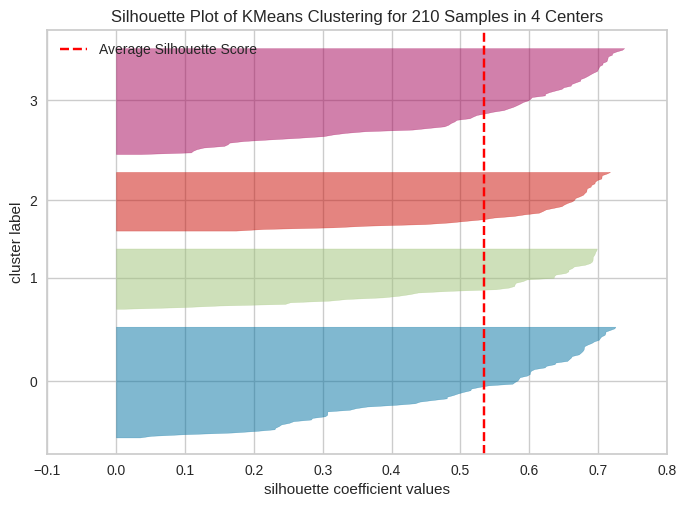 Silhouette Plot of KMeans Clustering for 210 Samples in 4 Centers
Average Silhouette Score
3
2
1
0
cluster label
−0.1 0.0 0.1 0.2 0.3 0.4 0.5 0.6 0.7 0.8
silhouette coefficient values